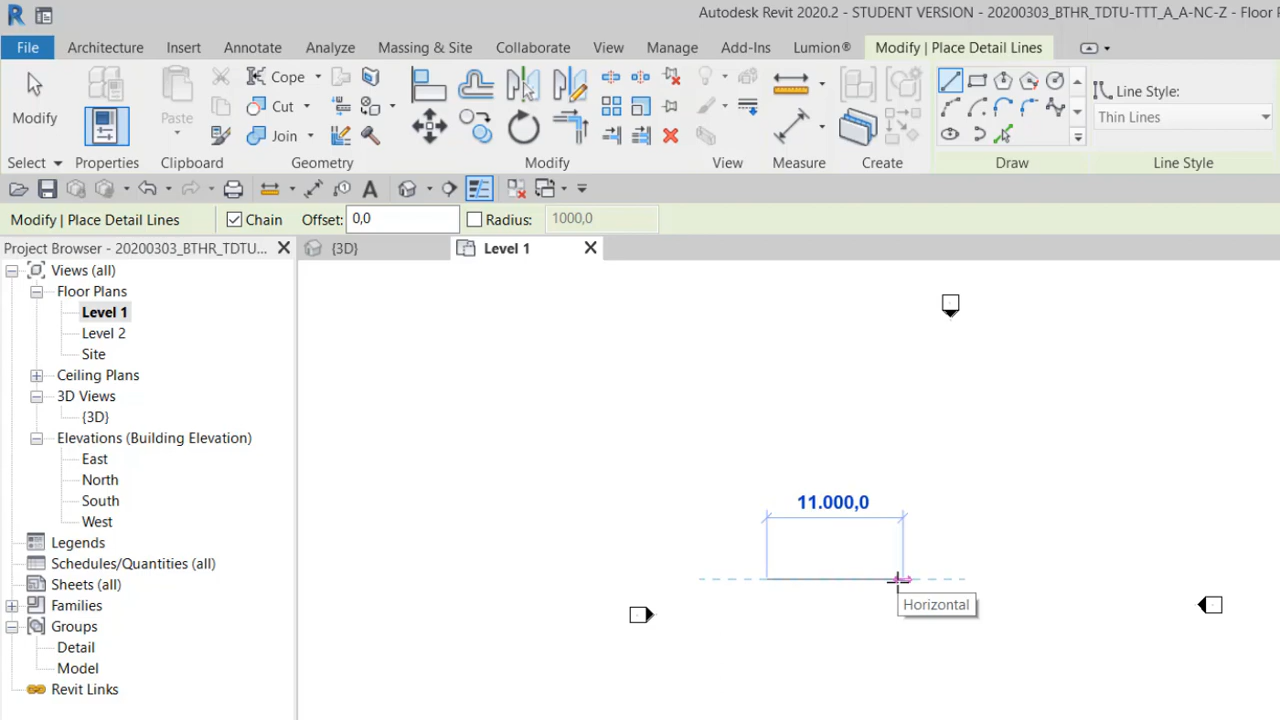 Autodesk Revit 2020.2 - STUDENT VERSION - 20200303_BTHR_TDTU-TTT_A_A-NC-Z - Floor P
File Architecture Insert Annotate Analyze Massing & Site Collaborate View Manage Add-Ins Lumion® Modify | Place Detail Lines
Modify Paste Cope Cut Join Line Style:
Thin Lines
Select Properties Clipboard Geometry Modify View Measure Create Draw Line Style
A
Modify | Place Detail Lines Chain Offset: 0,0 Radius: 1000,0
Project Browser - 20200303_BTHR_TDTU... {3D} Level 1
Views (all)
Floor Plans
Level 1
Level 2
Site
Ceiling Plans
3D Views
{3D}
Elevations (Building Elevation)
East
North
South
West
Legends
Schedules/Quantities (all)
Sheets (all)
Families
Groups
Detail
Model
Revit Links
11.000,0
Horizontal